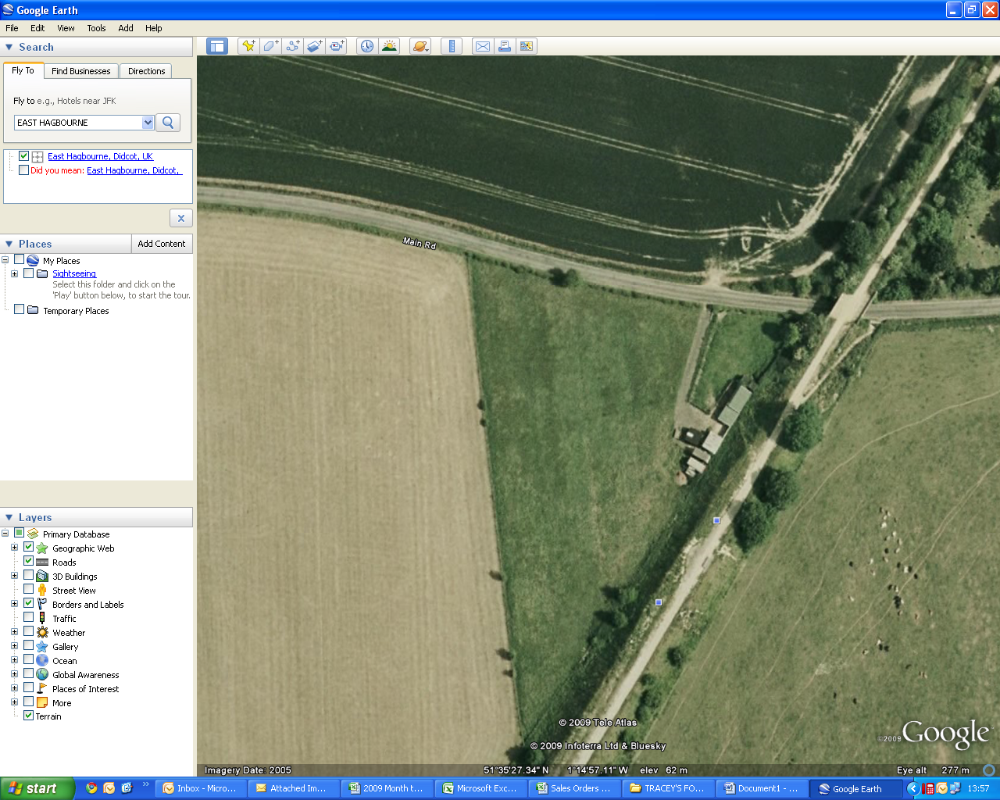 Google Earth
File Edit View Tools Add Help
Search
Fly To Find Businesses Directions
Fly to e.g., Hotels near JFK
EAST HAGBOURNE
East Hagbourne, Didcot, UK
Did you mean: East Hagbourne, Didcot,
Places Add Content
My Places
Sightseeing
Select this folder and click on the
'Play' button below, to start the tour.
Temporary Places
Layers
Primary Database
Geographic Web
Roads
3D Buildings
Street View
Borders and Labels
Traffic
Weather
Gallery
Ocean
Global Awareness
Places of Interest
More
Terrain
Main Rd
© 2009 Tele Atlas
© 2009 Infoterra Ltd & Bluesky
©2009 Google
Imagery Date: 2005 51°35'27.34" N 1°14'57.11" W elev 62 m Eye alt 277 m
start Inbox - Micro... Attached Im... 2009 Month t... Microsoft Exc... Sales Orders ... TRACEY'S FO... Document1 - ... Google Earth 13:57